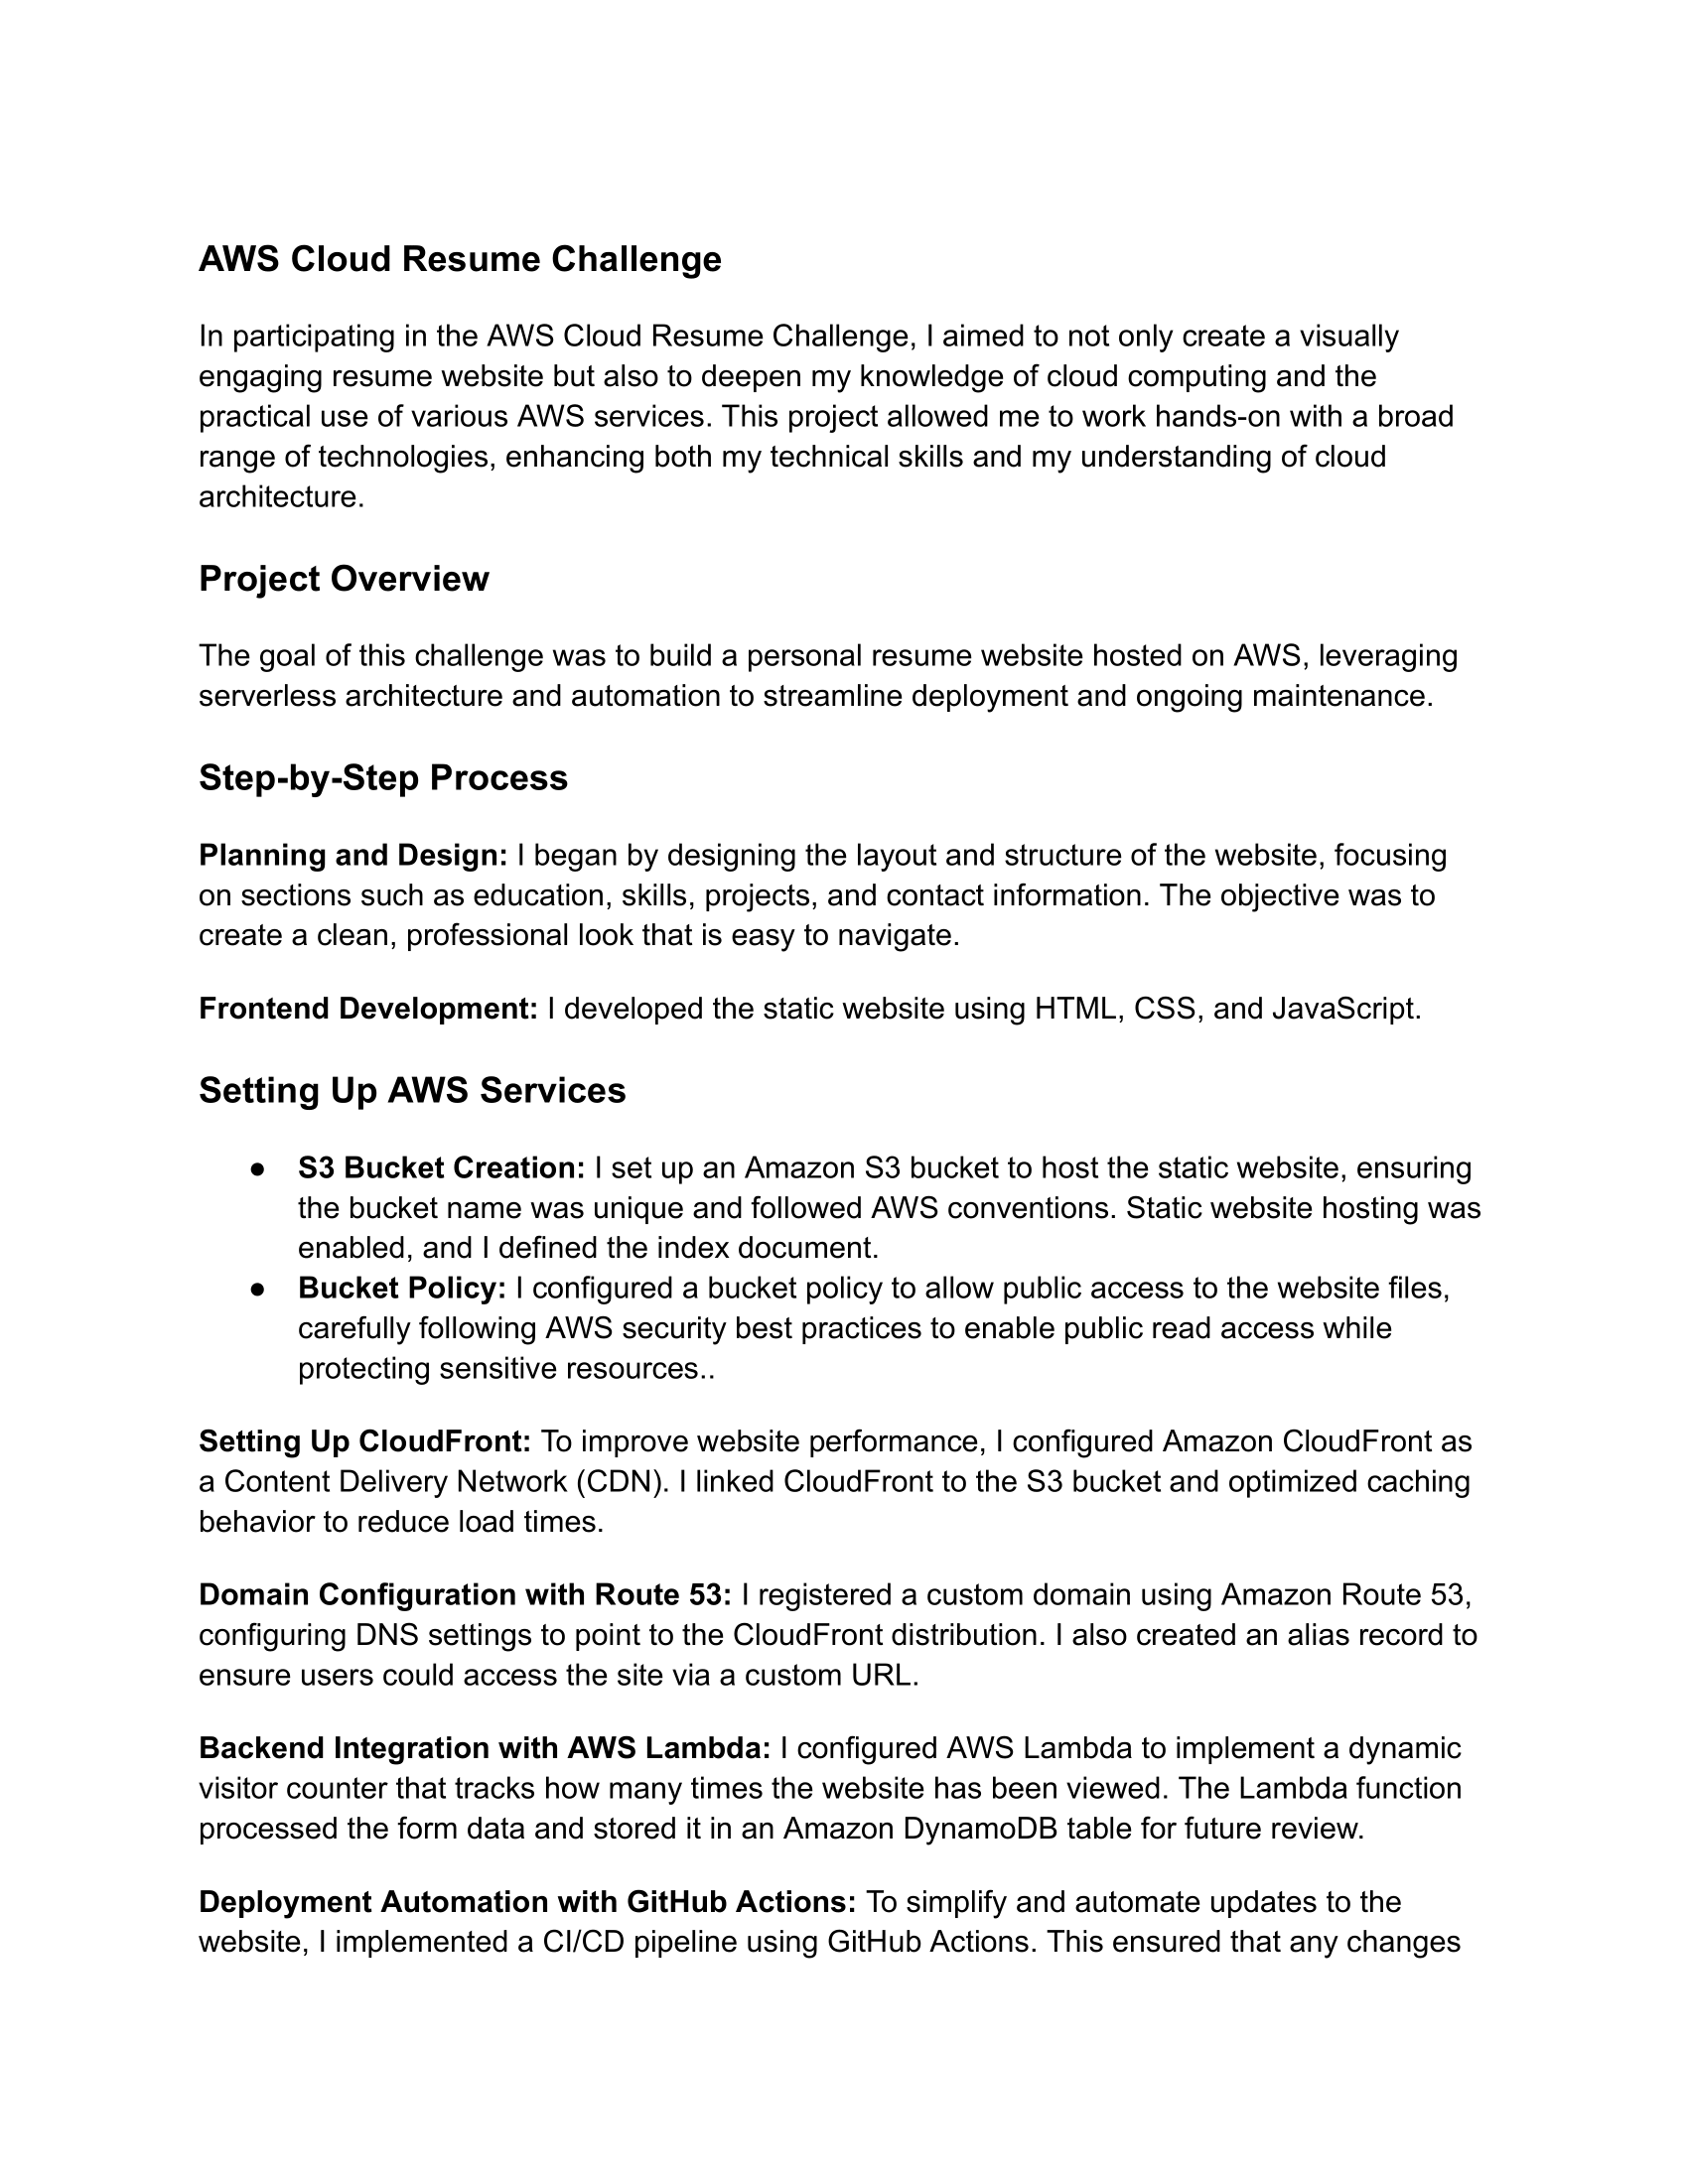 AWS Cloud Resume Challenge
In participating in the AWS Cloud Resume Challenge, I aimed to not only create a visually
engaging resume website but also to deepen my knowledge of cloud computing and the
practical use of various AWS services. This project allowed me to work hands-on with a broad
range of technologies, enhancing both my technical skills and my understanding of cloud
architecture.
Project Overview
The goal of this challenge was to build a personal resume website hosted on AWS, leveraging
serverless architecture and automation to streamline deployment and ongoing maintenance.
Step-by-Step Process
Planning and Design: I began by designing the layout and structure of the website, focusing
on sections such as education, skills, projects, and contact information. The objective was to
create a clean, professional look that is easy to navigate.
Frontend Development: I developed the static website using HTML, CSS, and JavaScript.
Setting Up AWS Services
● S3 Bucket Creation: I set up an Amazon S3 bucket to host the static website, ensuring
the bucket name was unique and followed AWS conventions. Static website hosting was
enabled, and I defined the index document.
● Bucket Policy: I configured a bucket policy to allow public access to the website files,
carefully following AWS security best practices to enable public read access while
protecting sensitive resources..
Setting Up CloudFront: To improve website performance, I configured Amazon CloudFront as
a Content Delivery Network (CDN). I linked CloudFront to the S3 bucket and optimized caching
behavior to reduce load times.
Domain Configuration with Route 53: I registered a custom domain using Amazon Route 53,
configuring DNS settings to point to the CloudFront distribution. I also created an alias record to
ensure users could access the site via a custom URL.
Backend Integration with AWS Lambda: I configured AWS Lambda to implement a dynamic
visitor counter that tracks how many times the website has been viewed. The Lambda function
processed the form data and stored it in an Amazon DynamoDB table for future review.
Deployment Automation with GitHub Actions: To simplify and automate updates to the
website, I implemented a CI/CD pipeline using GitHub Actions. This ensured that any changes